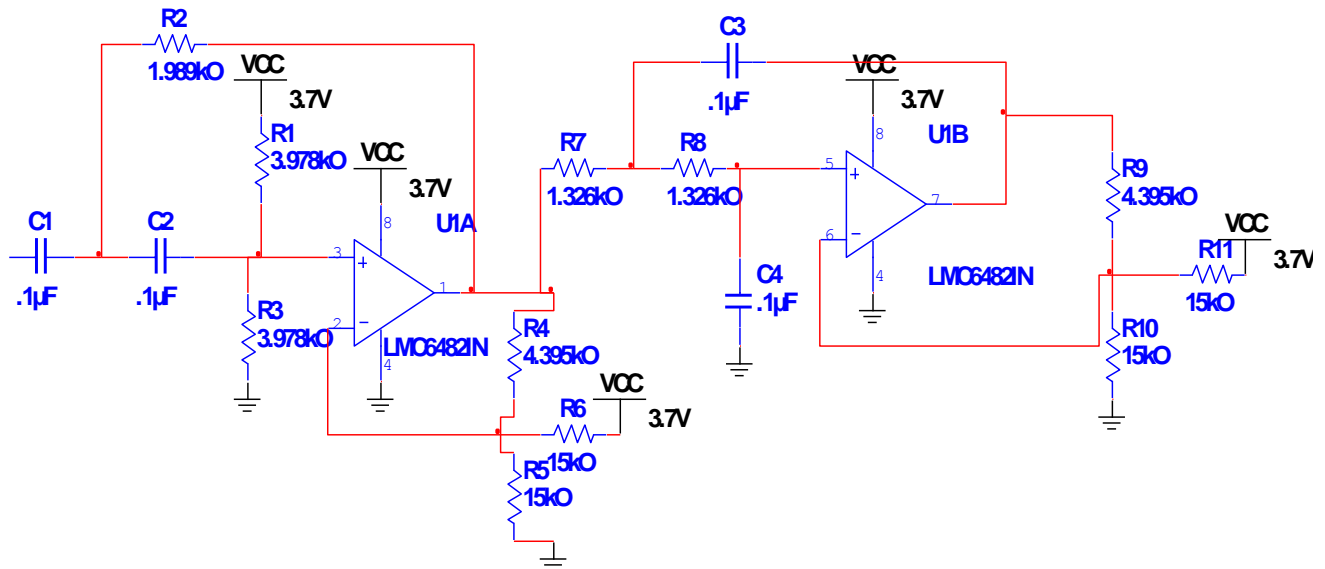 R2
1.989kO
VCC
3.7V
R1
3.978kO
VCC
3.7V
C1
.1µF
C2
.1µF
R3
3.978kO
3
2
8
4
1
U1A
LMC6482IN
R4
4.395kO
VCC
3.7V
R6
15kO
R5
15kO
C3
.1µF
R7
1.326kO
R8
1.326kO
C4
.1µF
VCC
3.7V
U1B
5
6
8
4
7
LMC6482IN
R9
4.395kO
VCC
3.7V
R11
15kO
R10
15kO